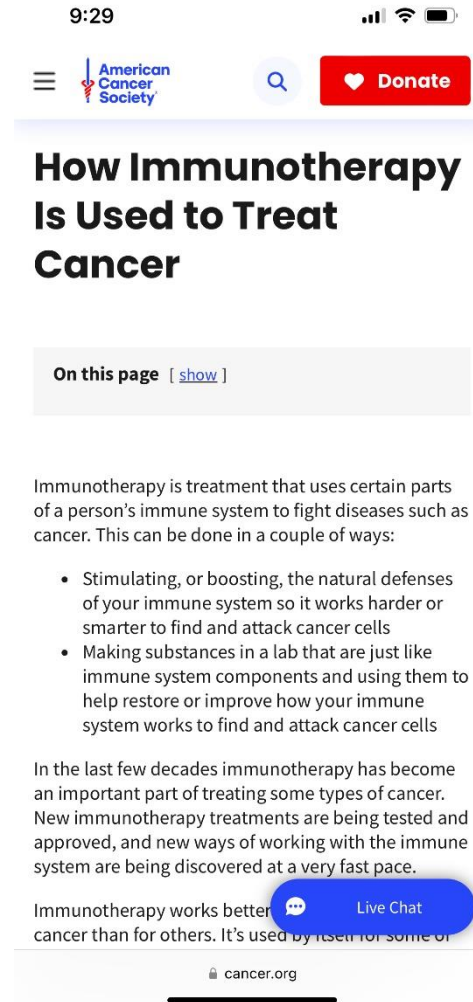 9:29
American
Cancer
Society
Donate
How Immunotherapy
Is Used to Treat
Cancer
On this page [ show ]
Immunotherapy is treatment that uses certain parts
of a person’s immune system to fight diseases such as
cancer. This can be done in a couple of ways:
• Stimulating, or boosting, the natural defenses
of your immune system so it works harder or
smarter to find and attack cancer cells
• Making substances in a lab that are just like
immune system components and using them to
help restore or improve how your immune
system works to find and attack cancer cells
In the last few decades immunotherapy has become
an important part of treating some types of cancer.
New immunotherapy treatments are being tested and
approved, and new ways of working with the immune
system are being discovered at a very fast pace.
Immunotherapy works better
Live Chat
cancer than for others. It’s used by itself for some of
cancer.org